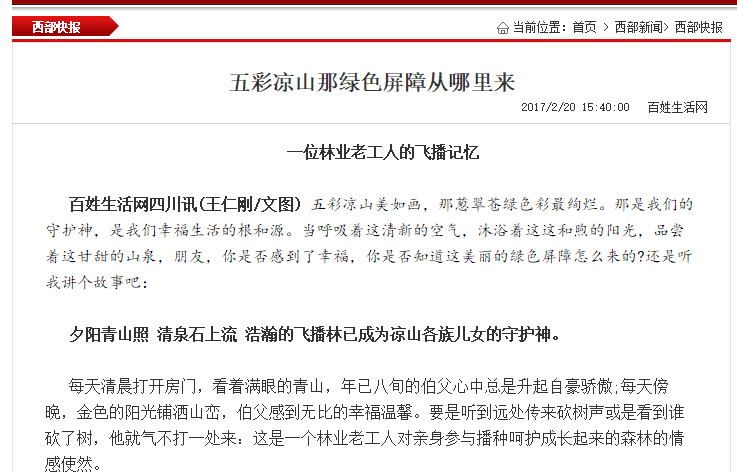 西部快报
当前位置：首页 > 西部新闻> 西部快报
五彩凉山那绿色屏障从哪里来
2017/2/20 15:40:00 百姓生活网
一位林业老工人的飞播记忆
百姓生活网四川讯(王仁刚/文图) 五彩凉山美如画，那葱翠苍绿色彩最绚烂。那是我们的
守护神，是我们幸福生活的根和源。当呼吸着这清新的空气，沐浴着这这和煦的阳光，品尝
着这甘甜的山泉，朋友，你是否感到了幸福，你是否知道这美丽的绿色屏障怎么来的?还是听
我讲个故事吧：
夕阳青山照 清泉石上流 浩瀚的飞播林已成为凉山各族儿女的守护神。
每天清晨打开房门，看着满眼的青山，年已八旬的伯父心中总是升起自豪骄傲;每天傍
晚，金色的阳光铺洒山峦，伯父感到无比的幸福温馨。要是听到远处传来砍树声或是看到谁
砍了树，他就气不打一处来：这是一个林业老工人对亲身参与播种呵护成长起来的森林的情
感使然。